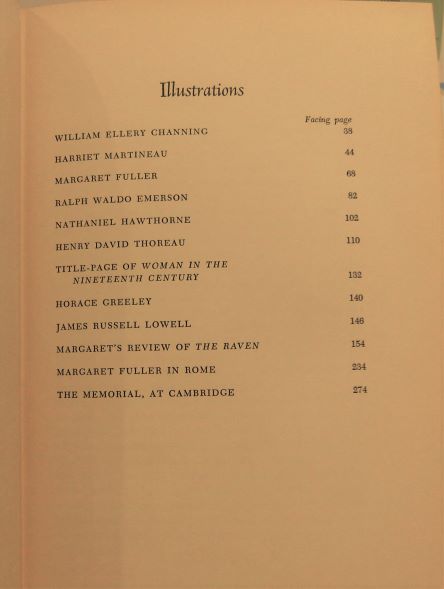 Illustrations
Facing page
WILLIAM ELLERY CHANNING 38
HARRIET MARTINEAU 44
MARGARET FULLER 68
RALPH WALDO EMERSON 82
NATHANIEL HAWTHORNE 102
HENRY DAVID THOREAU 110
TITLE-PAGE OF WOMAN IN THE
NINETEENTH CENTURY 132
HORACE GREELEY 140
JAMES RUSSELL LOWELL 146
MARGARET'S REVIEW OF THE RAVEN 154
MARGARET FULLER IN ROME 234
THE MEMORIAL, AT CAMBRIDGE 274